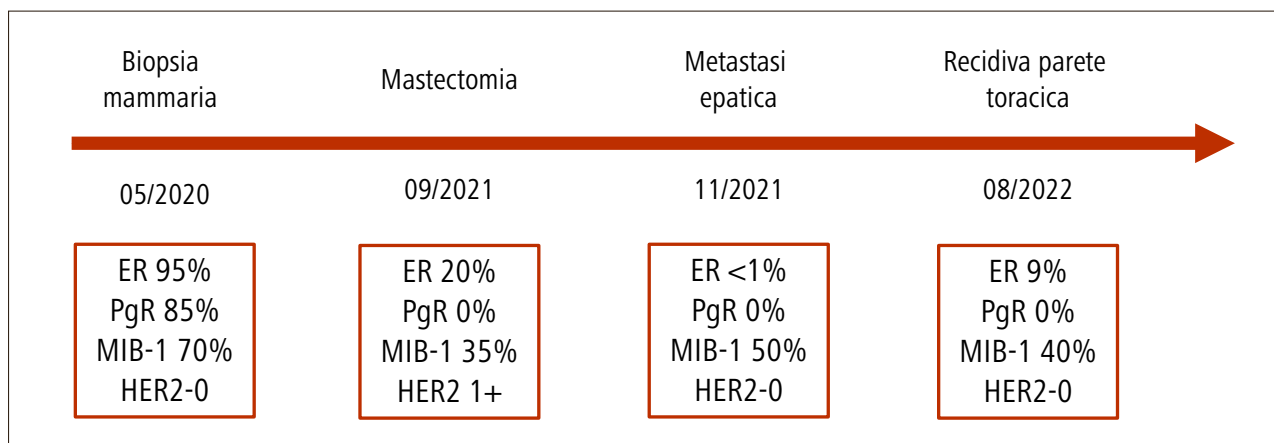 Biopsia
mammaria
Mastectomia
Metastasi
epatica
Recidiva parete
toracica
05/2020
09/2021
11/2021
08/2022
ER 95%
PgR 85%
MIB-1 70%
HER2-0
ER 20%
PgR 0%
MIB-1 35%
HER2 1+
ER <1%
PgR 0%
MIB-1 50%
HER2-0
ER 9%
PgR 0%
MIB-1 40%
HER2-0